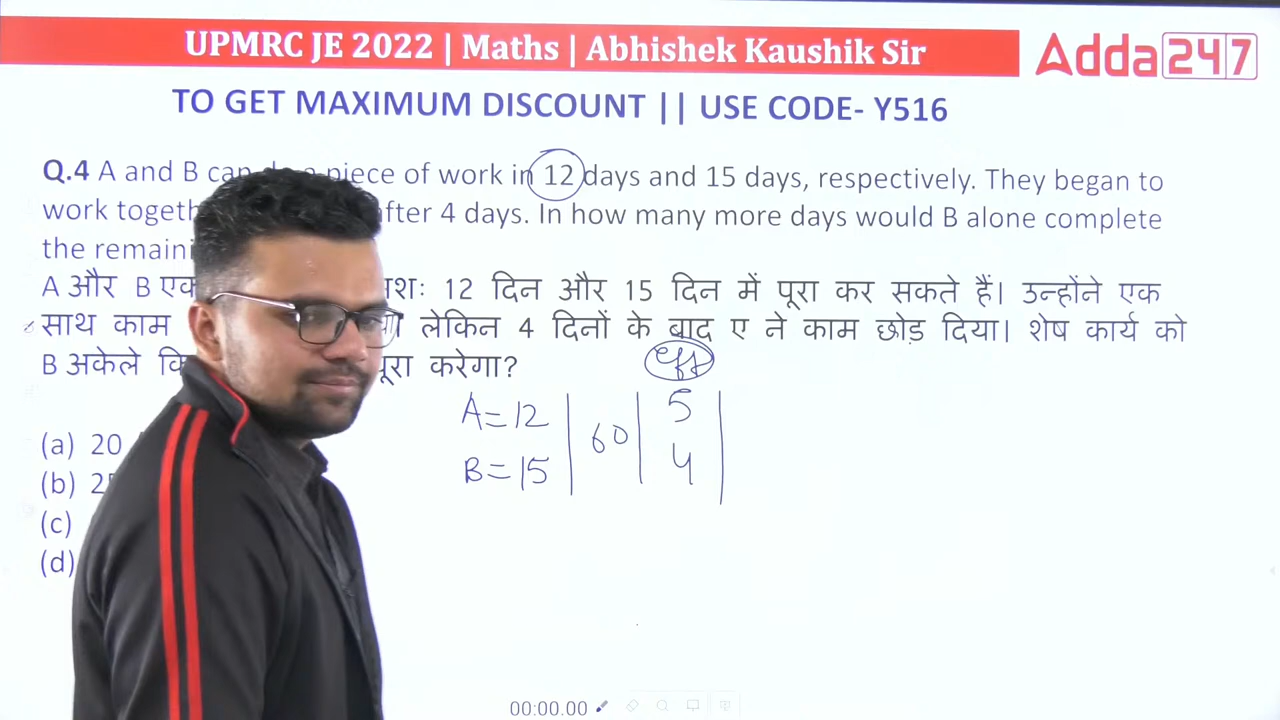 UPMRC JE 2022 | Maths | Abhishek Kaushik Sir
Adda247
TO GET MAXIMUM DISCOUNT || USE CODE- Y516
Q.4 A and B can piece of work in 12 days and 15 days, respectively. They began to
work after 4 days. In how many more days would B alone complete
the
A और B 12 दिन और 15 दिन में पूरा कर सकते हैं। उन्होंने एक
साथ काम लेकिन 4 दिनों के बाद ए ने काम छोड़ दिया। शेष कार्य को
B अकेले पूरा करेगा?
eff
A=12 60 5
B=15 4
(a) 20
(b)
(c)
(d)
00:00.00